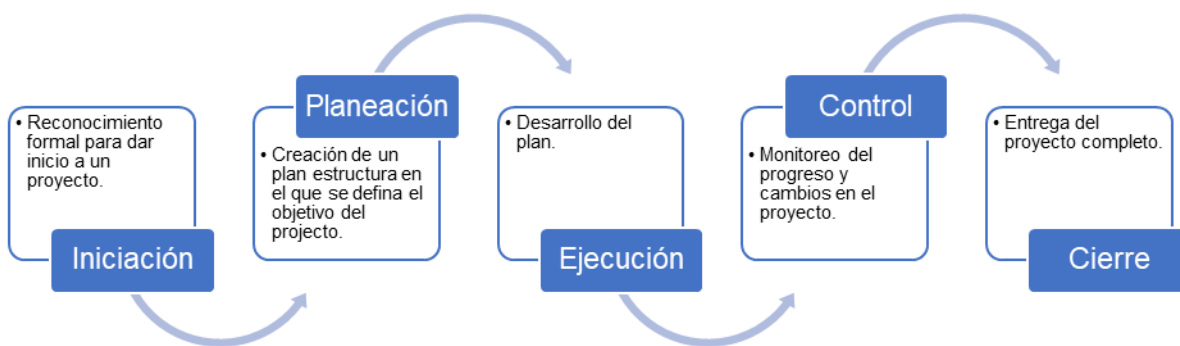 • Reconocimiento
formal para dar
inicio a un
proyecto.
Iniciación
Planeación
• Creación de un
plan estructura en
el que se defina el
objetivo del
projecto.
• Desarrollo del
plan.
Ejecución
Control
• Monitoreo del
progreso y
cambios en el
proyecto.
• Entrega del
proyecto completo.
Cierre